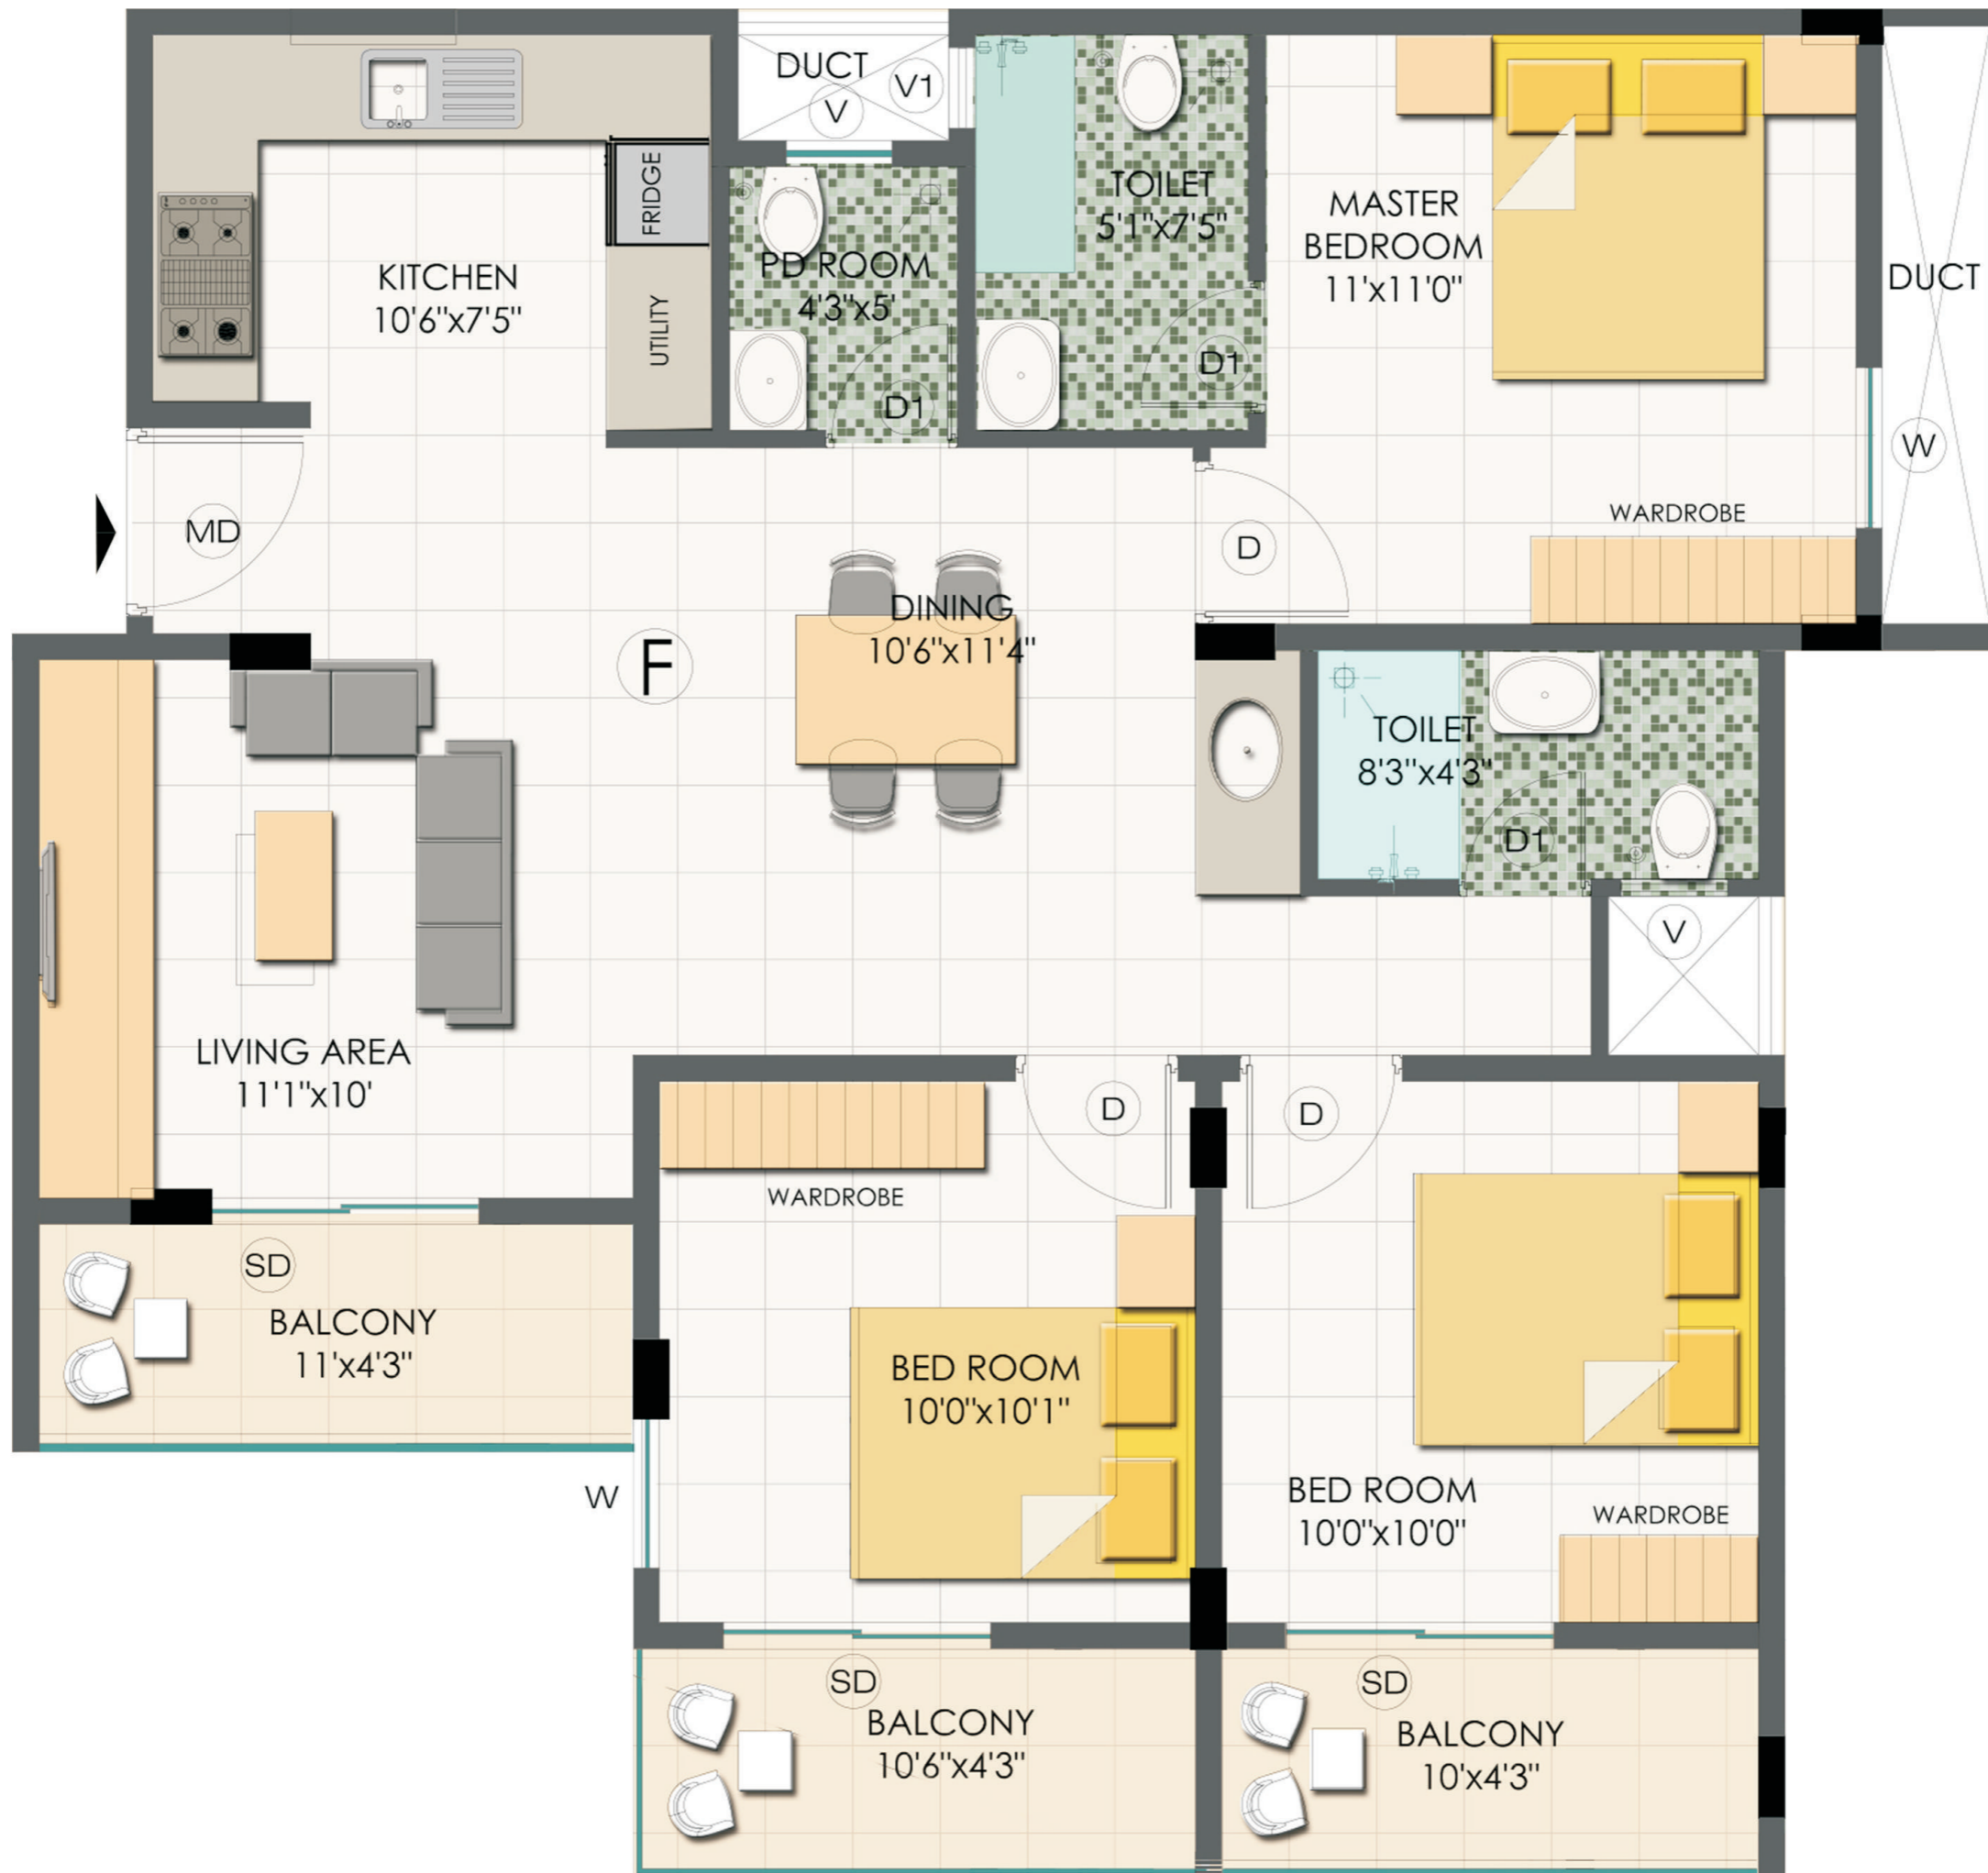 DUCT
V1
V
TOILET
5'1"x7'5"
MASTER
BEDROOM
11'x11'0"
DUCT
FRIDGE
KITCHEN
10'6"x7'5"
PD ROOM
4'3"x5'
UTILITY
D1
D1
W
MD
WARDROBE
D
DINING
10'6"x11'4"
F
TOILET
8'3"x4'3"
D1
V
LIVING AREA
11'1"x10'
D
D
WARDROBE
SD
BALCONY
11'x4'3"
BED ROOM
10'0"x10'1"
W
BED ROOM
10'0"x10'0"
WARDROBE
SD
BALCONY
10'6"x4'3"
SD
BALCONY
10'x4'3"